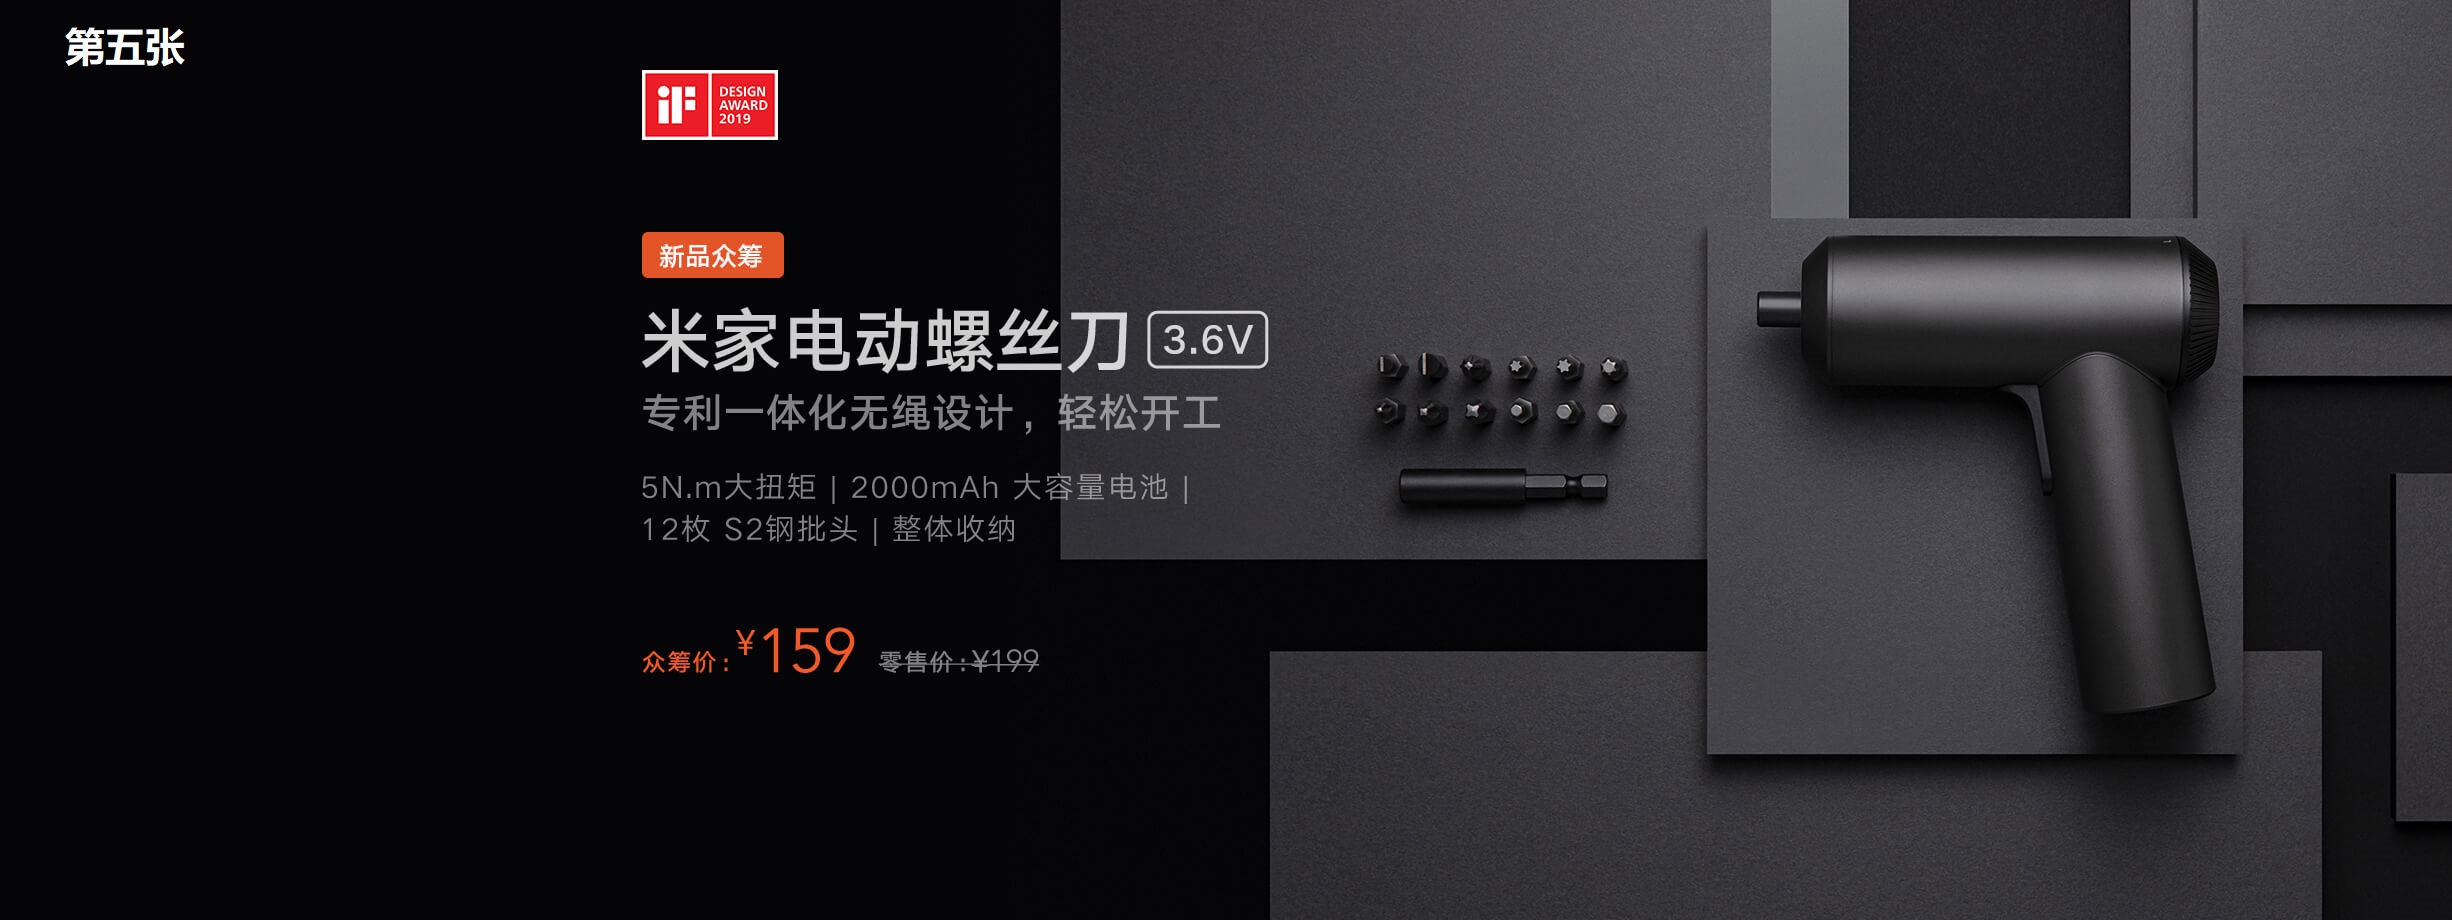 第五张
iF
DESIGN
AWARD
2019
新品众筹
米家电动螺丝刀 3.6V
专利一体化无绳设计，轻松开工
5N.m大扭矩 | 2000mAh 大容量电池 |
12枚 S2钢批头 | 整体收纳
众筹价：¥159 零售价：¥199